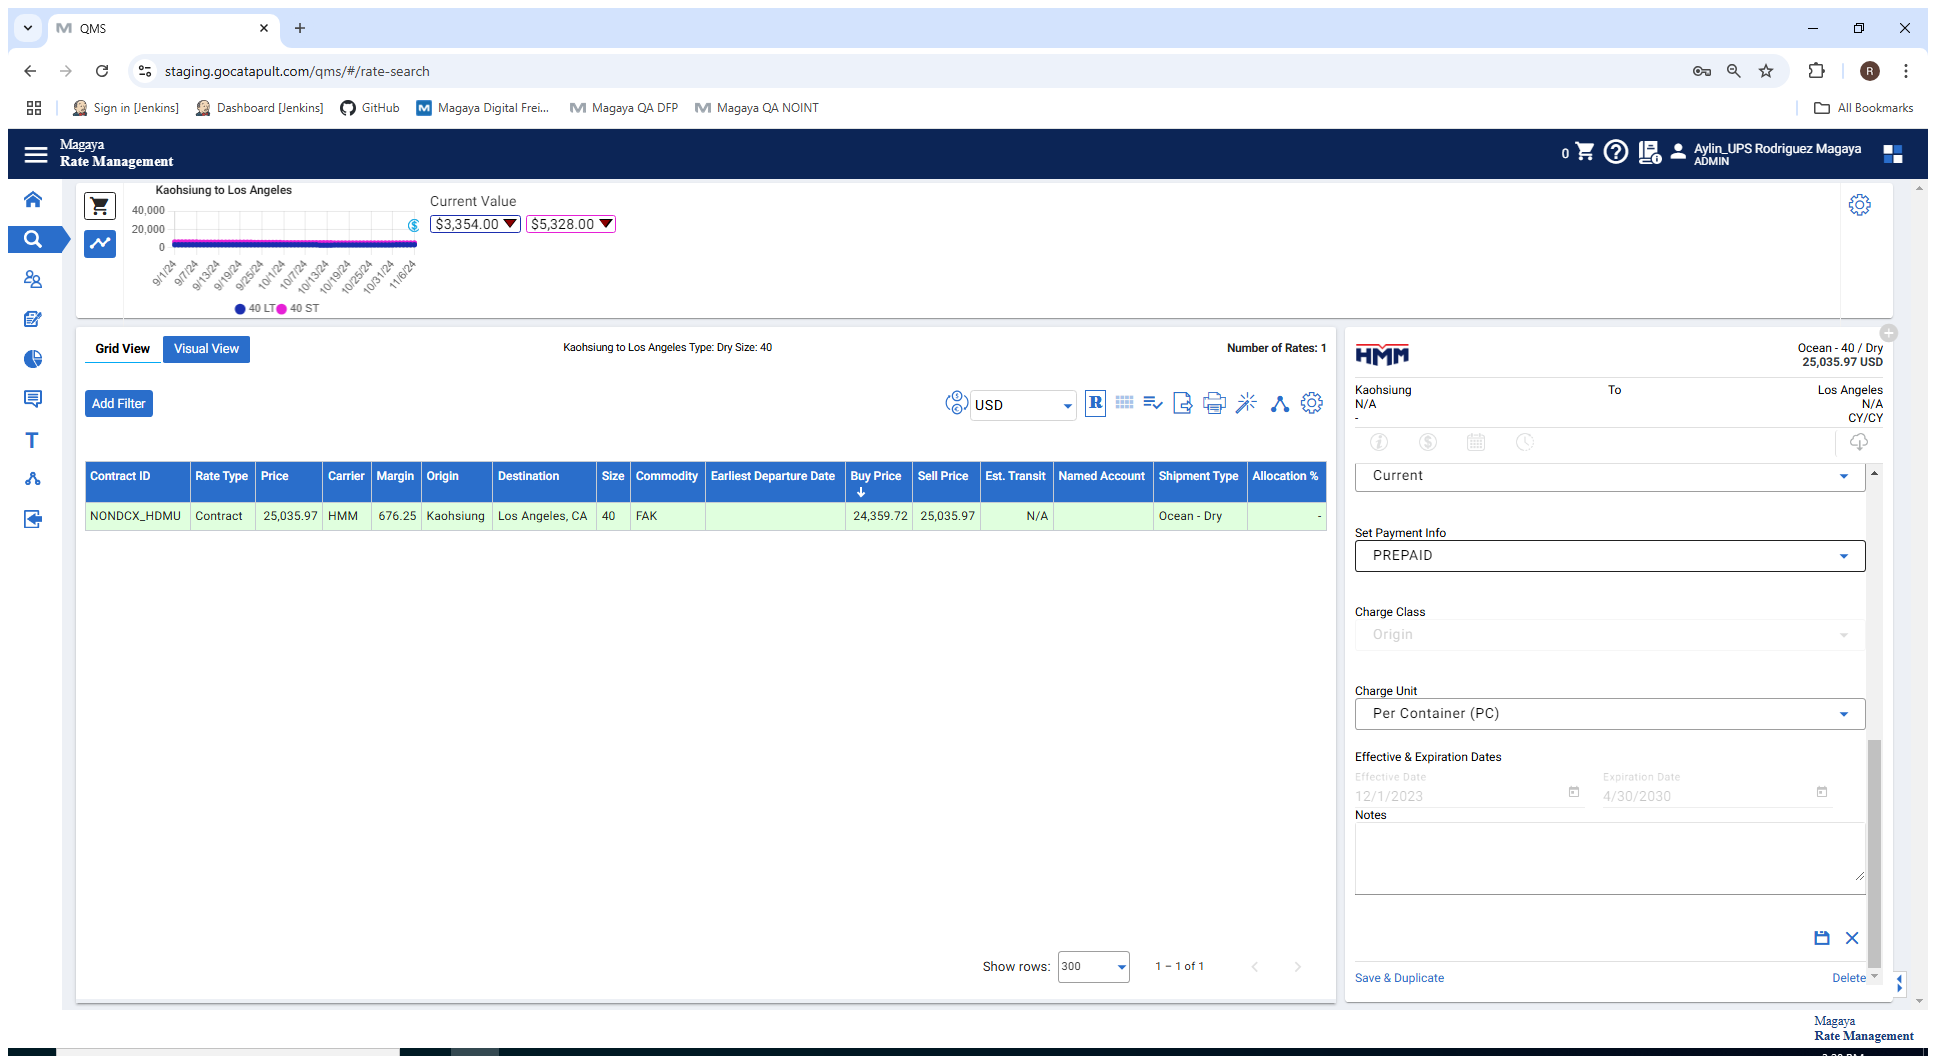 QMS
staging.gocatapult.com/qms/#/rate-search
R
Sign in [Jenkins]
Dashboard [Jenkins]
GitHub
Magaya Digital Frei...
Magaya QA DFP
Magaya QA NOINT
All Bookmarks
Magaya
Rate Management
0
Aylin_UPS Rodriguez Magaya
ADMIN
Kaohsiung to Los Angeles
40,000
20,000
0
9/1/24
9/7/24
9/13/24
9/19/24
9/25/24
10/1/24
10/7/24
10/13/24
10/19/24
10/25/24
10/31/24
11/6/24
40 LT
40 ST
Current Value
$3,354.00
$5,328.00
Grid View
Visual View
Kaohsiung to Los Angeles Type: Dry Size: 40
Number of Rates: 1
Add Filter
USD
R
Contract ID Rate Type Price Carrier Margin Origin Destination Size Commodity Earliest Departure Date Buy Price Sell Price Est. Transit Named Account Shipment Type Allocation %
NONDCX_HDMU Contract 25,035.97 HMM 676.25 Kaohsiung Los Angeles, CA 40 FAK 24,359.72 25,035.97 N/A Ocean - Dry -
Show rows: 300 1 – 1 of 1
HMM
Ocean - 40 / Dry
25,035.97 USD
Kaohsiung To Los Angeles
N/A N/A
- CY/CY
Current
Set Payment Info
PREPAID
Charge Class
Origin
Charge Unit
Per Container (PC)
Effective & Expiration Dates
Effective Date Expiration Date
12/1/2023 4/30/2030
Notes
Save & Duplicate Delete
Magaya
Rate Management